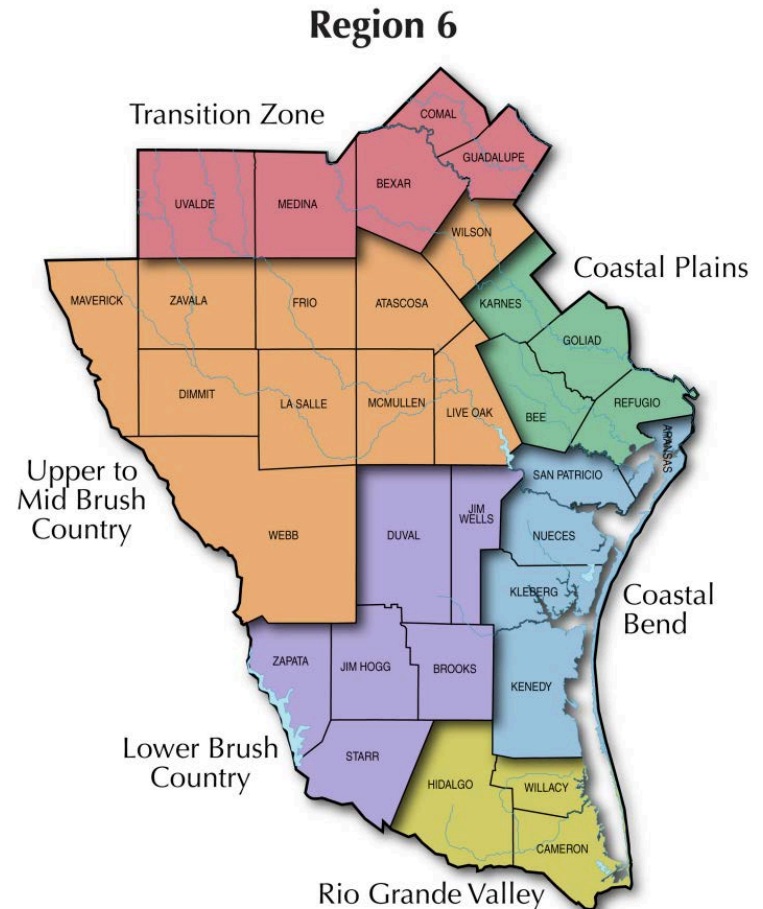 Region 6
Transition Zone
COMAL
GUADALUPE
BEXAR
UVALDE
MEDINA
WILSON
Coastal Plains
MAVERICK
ZAVALA
FRIO
ATASCOSA
KARNES
GOLIAD
DIMMIT
LA SALLE
MCMULLEN
LIVE OAK
BEE
REFUGIO
ARANSAS
Upper to
Mid Brush
Country
SAN PATRICIO
WEBB
DUVAL
JIM
WELLS
NUECES
KLEBERG
Coastal
Bend
ZAPATA
JIM HOGG
BROOKS
KENEDY
Lower Brush
Country
STARR
HIDALGO
WILLACY
CAMERON
Rio Grande Valley